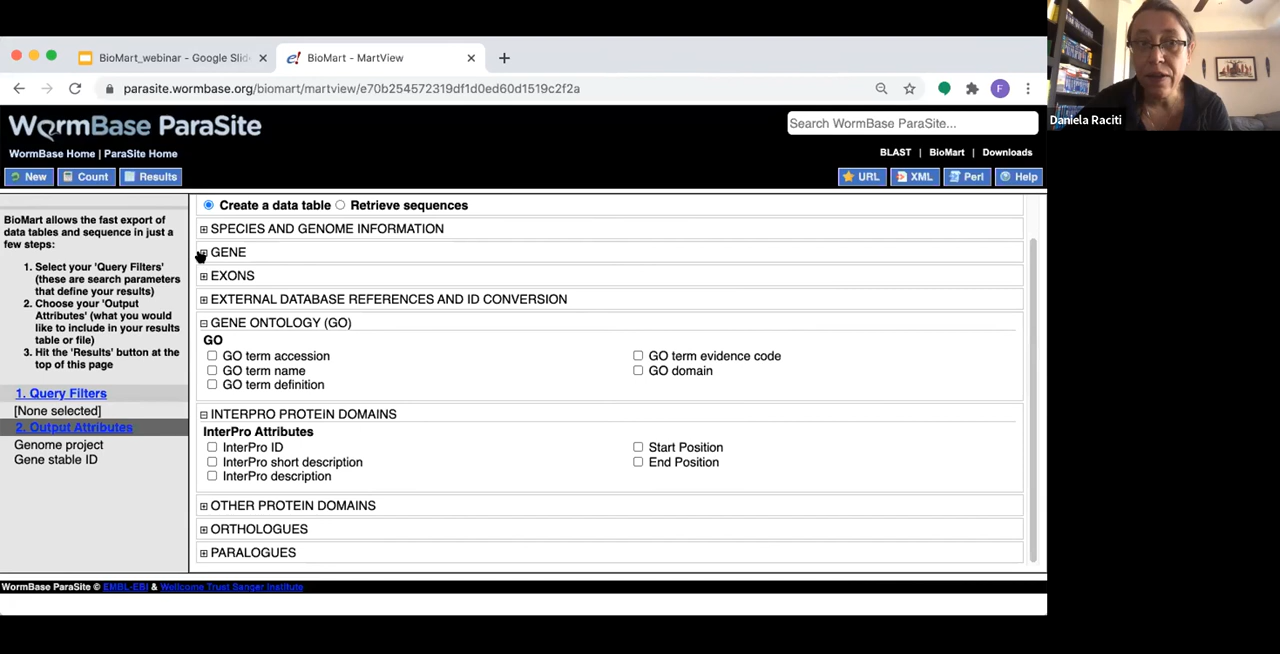 BioMart_webinar - Google Slid
BioMart - MartView
parasite.wormbase.org/biomart/martview/e70b254572319df1d0ed60d1519c2f2a
F
Daniela Raciti
WormBase ParaSite
Search WormBase ParaSite...
WormBase Home | ParaSite Home
BLAST | BioMart | Downloads
New Count Results
URL XML Perl Help
BioMart allows the fast export of
data tables and sequence in just a
few steps:
1. Select your 'Query Filters'
(these are search parameters
that define your results)
2. Choose your 'Output
Attributes' (what you would
like to include in your results
table or file)
3. Hit the 'Results' button at the
top of this page
1. Query Filters
[None selected]
2. Output Attributes
Genome project
Gene stable ID
Create a data table Retrieve sequences
SPECIES AND GENOME INFORMATION
GENE
EXONS
EXTERNAL DATABASE REFERENCES AND ID CONVERSION
GENE ONTOLOGY (GO)
GO
GO term accession
GO term name
GO term definition
GO term evidence code
GO domain
INTERPRO PROTEIN DOMAINS
InterPro Attributes
InterPro ID
InterPro short description
InterPro description
Start Position
End Position
OTHER PROTEIN DOMAINS
ORTHOLOGUES
PARALOGUES
WormBase ParaSite © EMBL-EBI & Wellcome Trust Sanger Institute